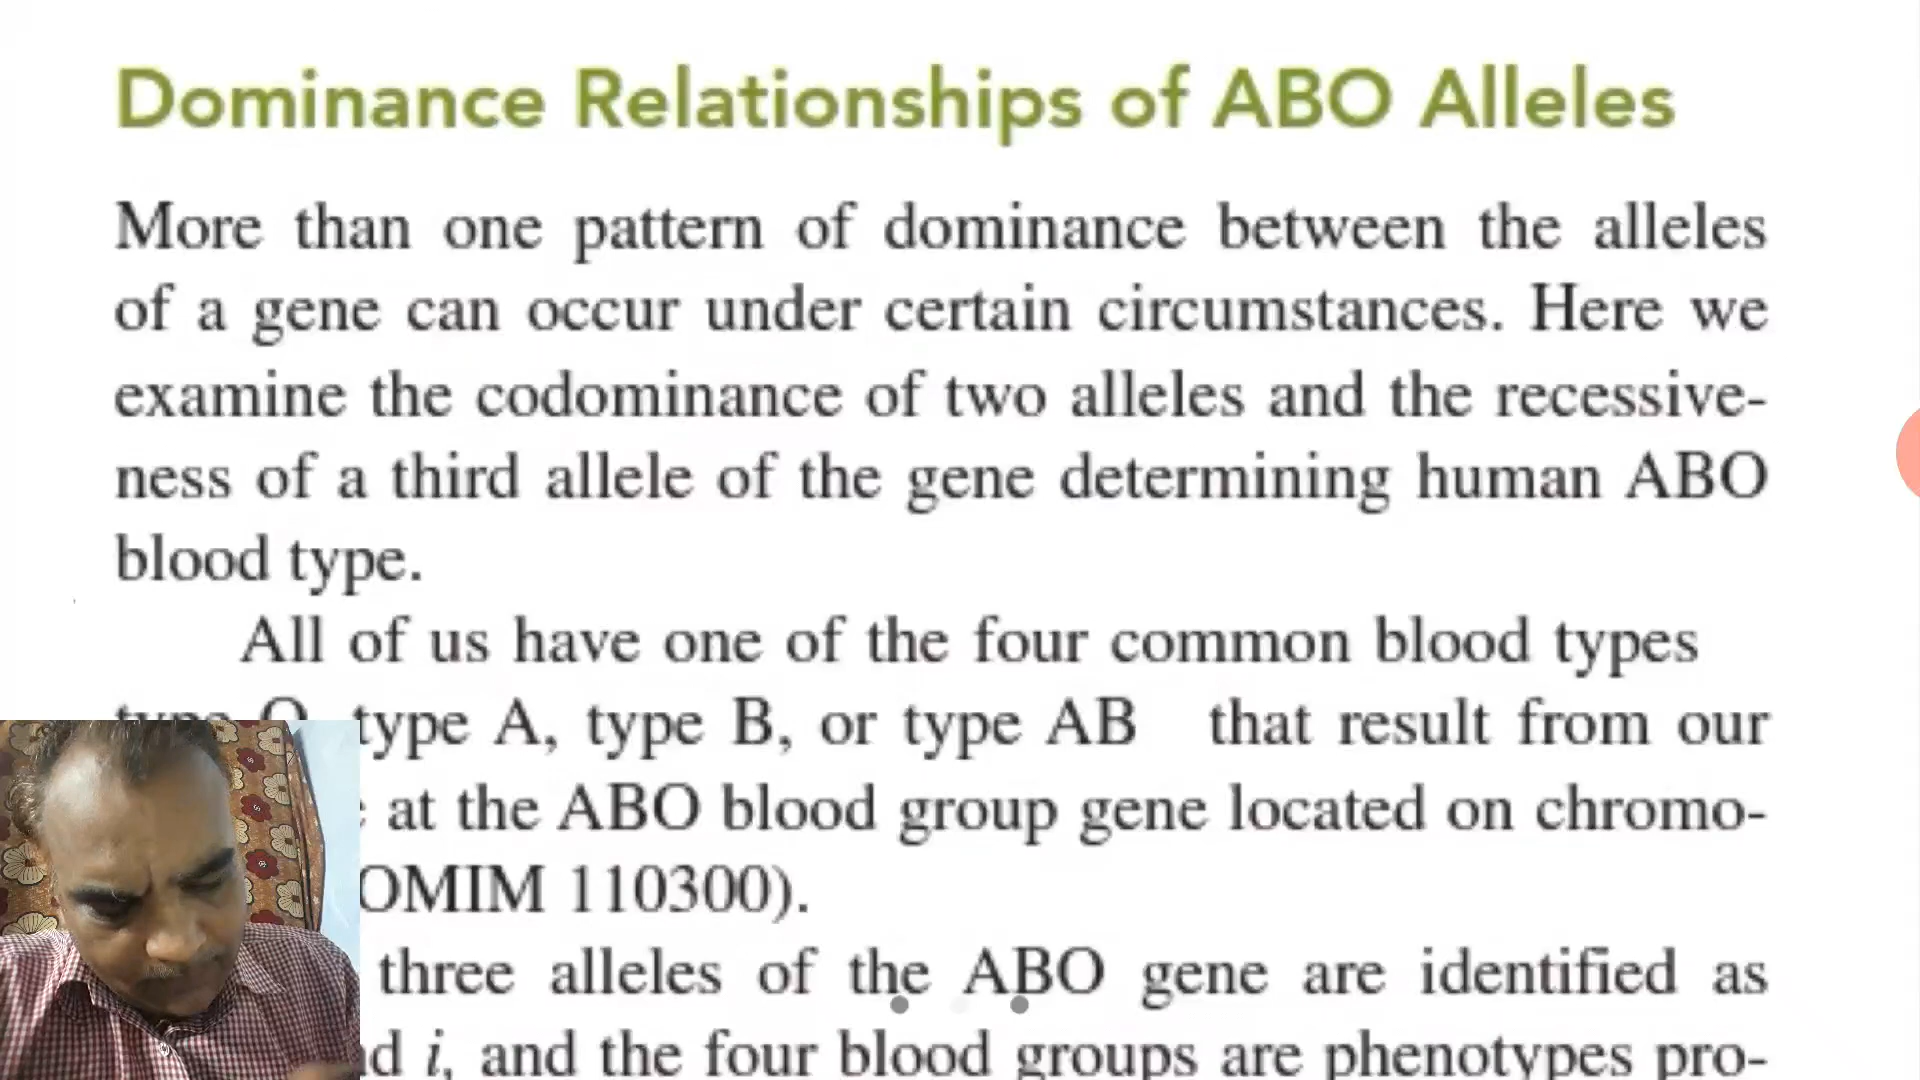 Dominance Relationships of ABO Alleles
More than one pattern of dominance between the alleles
of a gene can occur under certain circumstances. Here we
examine the codominance of two alleles and the recessive-
ness of a third allele of the gene determining human ABO
blood type.
All of us have one of the four common blood types
type O, type A, type B, or type AB that result from our
at the ABO blood group gene located on chromo-
OMIM 110300).
three alleles of the ABO gene are identified as
i, and the four blood groups are phenotypes pro-